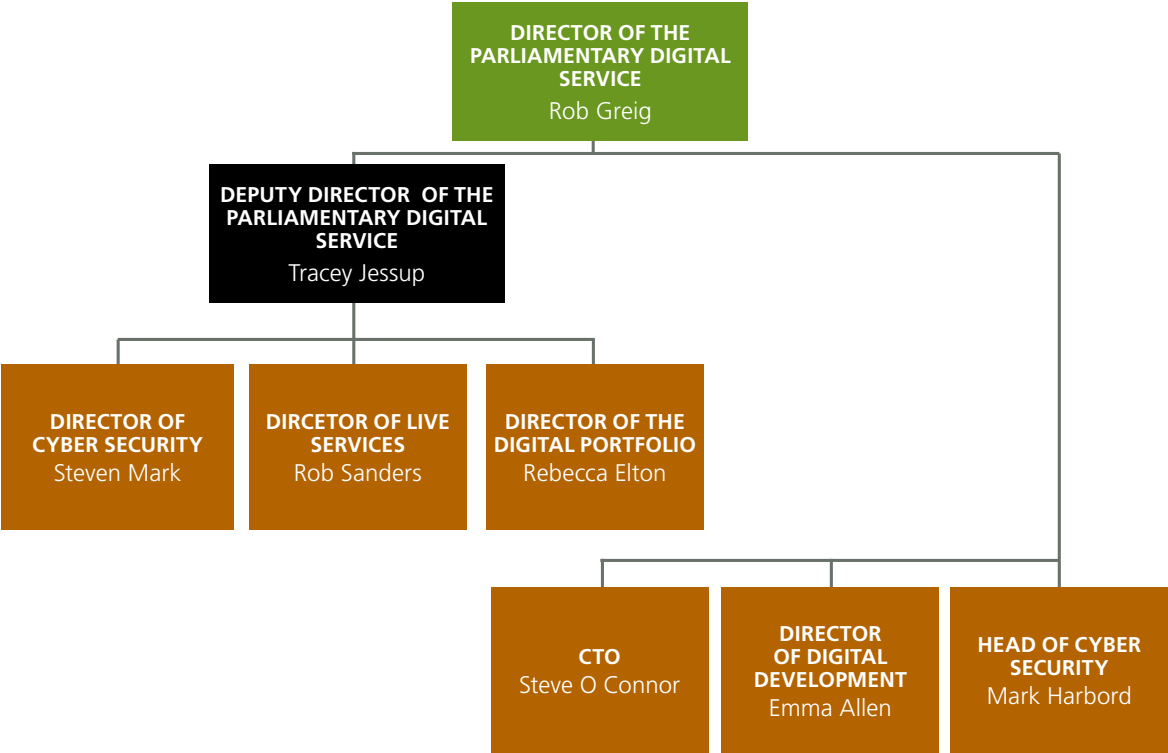 DIRECTOR OF THE
PARLIAMENTARY DIGITAL
SERVICE
Rob Greig
DEPUTY DIRECTOR OF THE
PARLIAMENTARY DIGITAL
SERVICE
Tracey Jessup
DIRECTOR OF
CYBER SECURITY
Steven Mark
DIRCETOR OF LIVE
SERVICES
Rob Sanders
DIRECTOR OF THE
DIGITAL PORTFOLIO
Rebecca Elton
CTO
Steve O Connor
DIRECTOR
OF DIGITAL
DEVELOPMENT
Emma Allen
HEAD OF CYBER
SECURITY
Mark Harbord